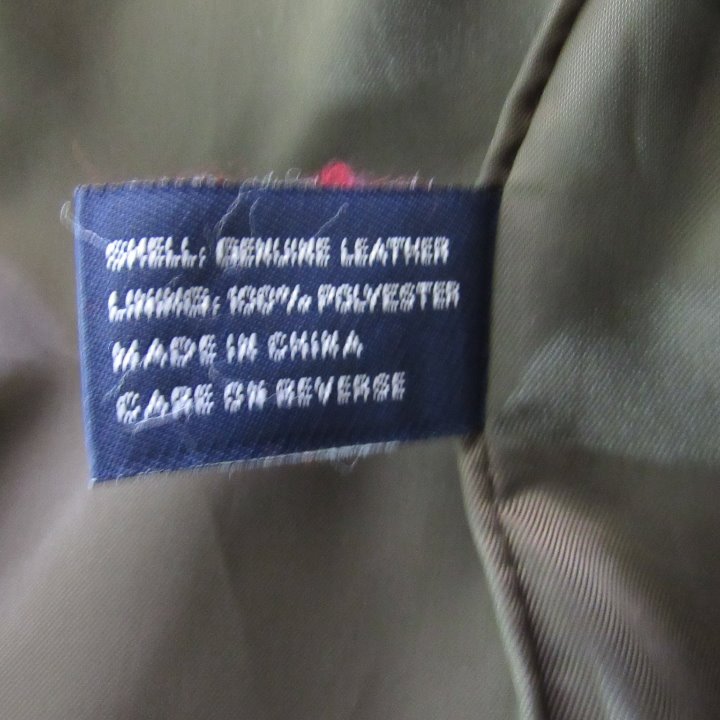 SHELL: GENUINE LEATHER
LINING: 100% POLYESTER
MADE IN CHINA
CARE ON REVERSE